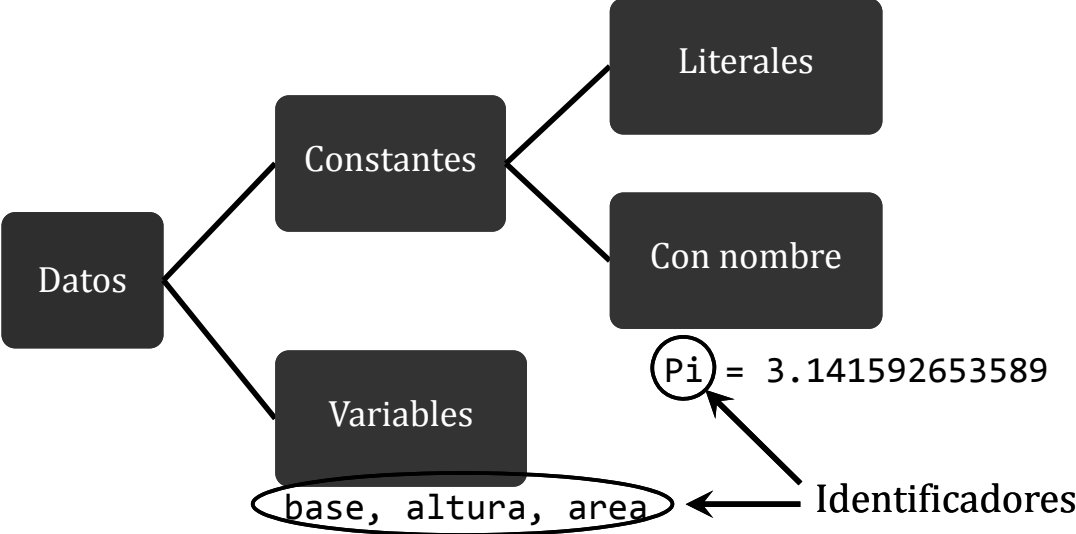 Literales
Constantes
Con nombre
Datos
Pi = 3.141592653589
Variables
base, altura, area
Identificadores